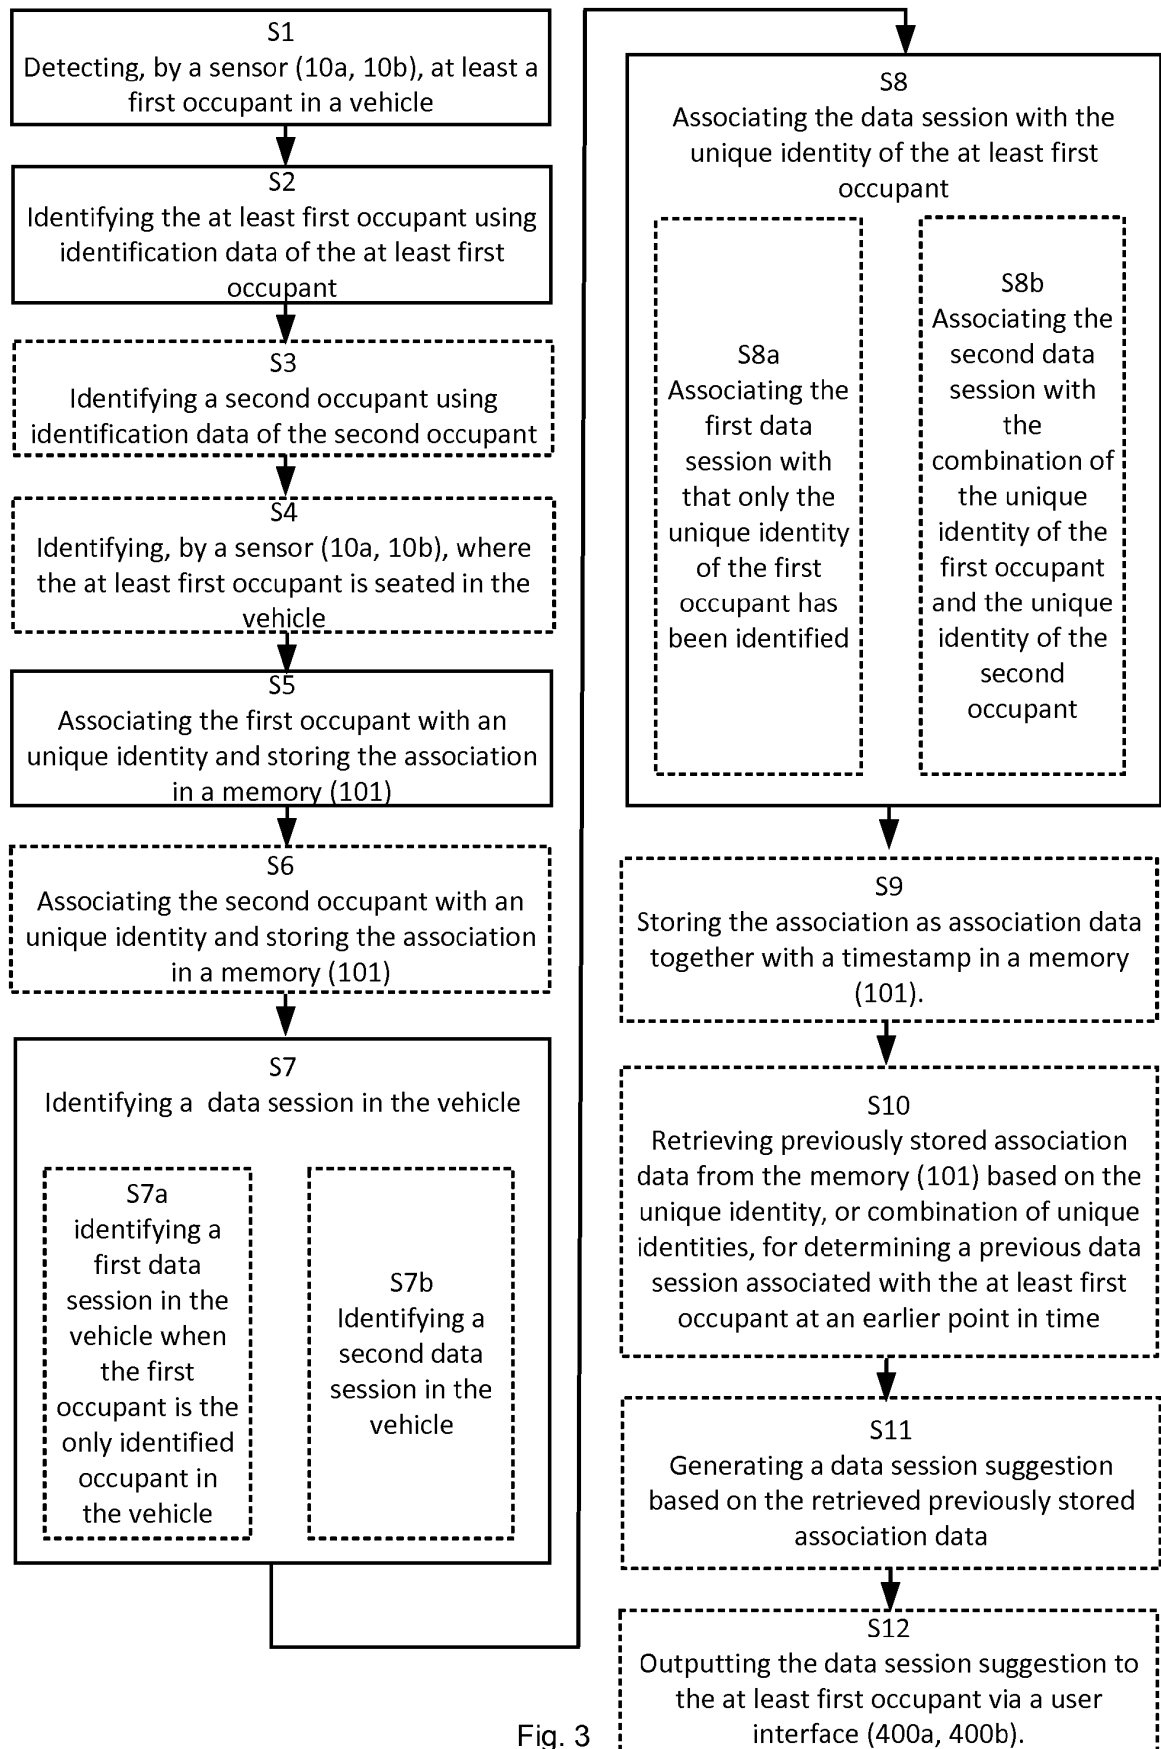 S1
Detecting, by a sensor (10a, 10b), at least a
first occupant in a vehicle
S2
Identifying the at least first occupant using
identification data of the at least first
occupant
S3
Identifying a second occupant using
identification data of the second occupant
S4
Identifying, by a sensor (10a, 10b), where
the at least first occupant is seated in the
vehicle
S5
Associating the first occupant with an
unique identity and storing the association
in a memory (101)
S6
Associating the second occupant with an
unique identity and storing the association
in a memory (101)
S7
Identifying a data session in the vehicle
S7a
identifying a
first data
session in the
vehicle when
the first
occupant is the
only identified
occupant in
the vehicle
S7b
Identifying a
second data
session in the
vehicle
S8
Associating the data session with the
unique identity of the at least first
occupant
S8a
Associating the
first data
session with
that only the
unique identity
of the first
occupant has
been identified
S8b
Associating the
second data
session with
the
combination of
the unique
identity of the
first occupant
and the unique
identity of the
second
occupant
S9
Storing the association as association data
together with a timestamp in a memory
(101).
S10
Retrieving previously stored association
data from the memory (101) based on the
unique identity, or combination of unique
identities, for determining a previous data
session associated with the at least first
occupant at an earlier point in time
S11
Generating a data session suggestion
based on the retrieved previously stored
association data
S12
Outputting the data session suggestion to
the at least first occupant via a user
interface (400a, 400b).
Fig. 3